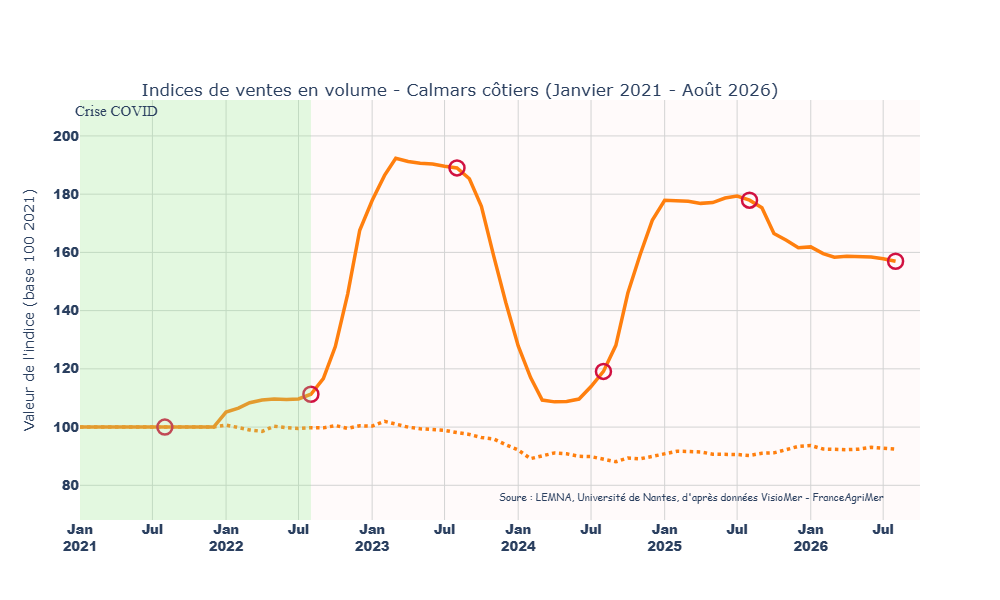 Indices de ventes en volume - Calmars côtiers (Janvier 2021 - Août 2026)
Crise COVID
Valeur de l'indice (base 100 2021)
200
180
160
140
120
100
80
Soure : LEMNA, Université de Nantes, d'après données VisioMer - FranceAgriMer
Jan Jul Jan Jul Jan Jul Jan Jul Jan Jul Jan Jul
2021 2022 2023 2024 2025 2026